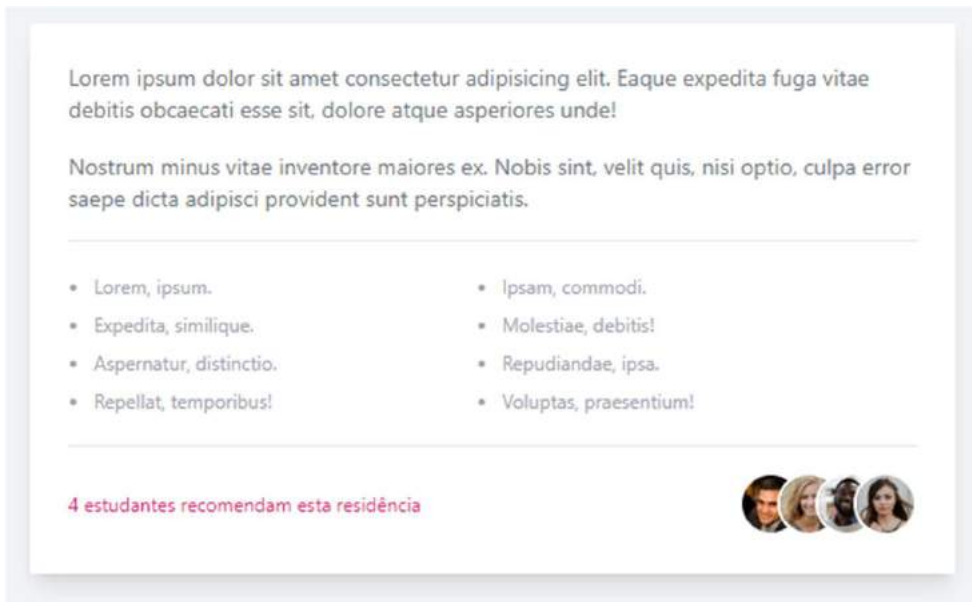 Lorem ipsum dolor sit amet consectetur adipisicing elit. Eaque expedita fuga vitae
debitis obcaecati esse sit, dolore atque asperiores unde!
Nostrum minus vitae inventore maiores ex. Nobis sint, velit quis, nisi optio, culpa error
saepe dicta adipisci provident sunt perspiciatis.
• Lorem, ipsum.
• Expedita, similique.
• Aspernatur, distinctio.
• Repellat, temporibus!
• Ipsam, commodi.
• Molestiae, debitis!
• Repudiandae, ipsa.
• Voluptas, praesentium!
4 estudantes recomendam esta residência